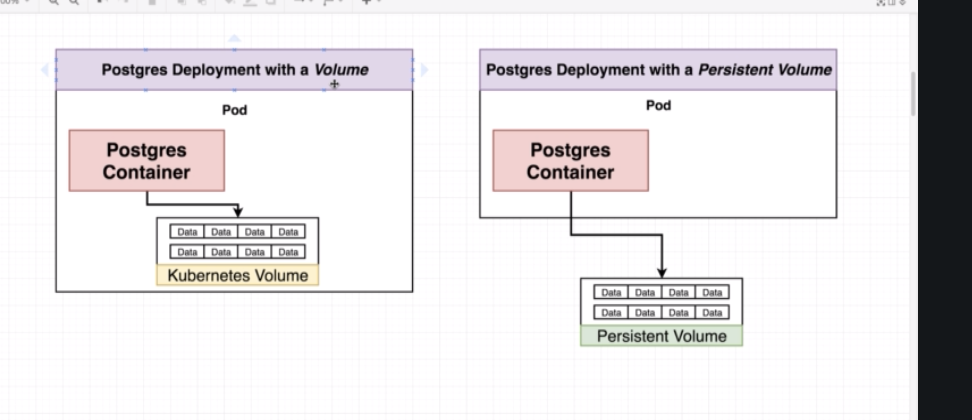 Postgres Deployment with a Volume
Pod
Postgres
Container
Data Data Data Data
Data Data Data Data
Kubernetes Volume
Postgres Deployment with a Persistent Volume
Pod
Postgres
Container
Data Data Data Data
Data Data Data Data
Persistent Volume